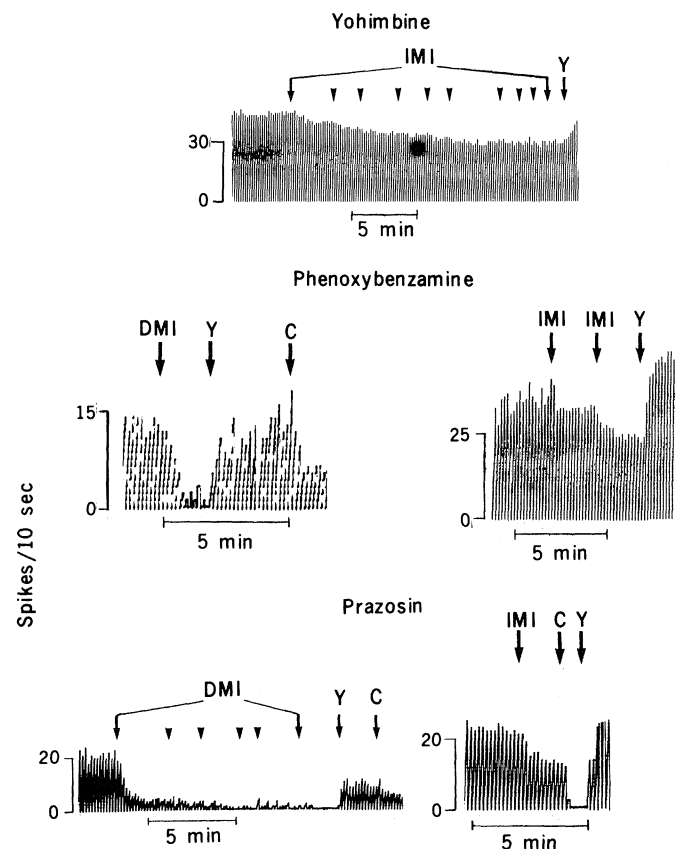 Yohimbine
IMI
Y
30
0
5 min
Phenoxybenzamine
DMI Y C
IMI IMI Y
15
0
5 min
25
0
5 min
Spikes/10 sec
Prazosin
IMI C Y
DMI
Y C
20
0
5 min
20
0
5 min